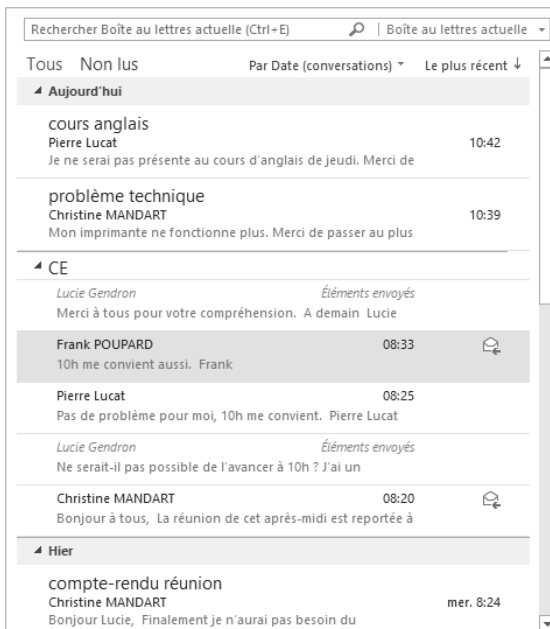 Rechercher Boîte au lettres actuelle (Ctrl+E) Boîte au lettres actuelle
Tous Non lus Par Date (conversations) Le plus récent ↓
Aujourd'hui
cours anglais
Pierre Lucat 10:42
Je ne serai pas présente au cours d'anglais de jeudi. Merci de
problème technique
Christine MANDART 10:39
Mon imprimante ne fonctionne plus. Merci de passer au plus
CE
Lucie Gendron Éléments envoyés
Merci à tous pour votre compréhension. A demain Lucie
Frank POUPARD 08:33
10h me convient aussi. Frank
Pierre Lucat 08:25
Pas de problème pour moi, 10h me convient. Pierre Lucat
Lucie Gendron Éléments envoyés
Ne serait-il pas possible de l'avancer à 10h ? J'ai un
Christine MANDART 08:20
Bonjour à tous, La réunion de cet après-midi est reportée à
Hier
compte-rendu réunion
Christine MANDART mer. 8:24
Bonjour Lucie, Finalement je n'aurai pas besoin du